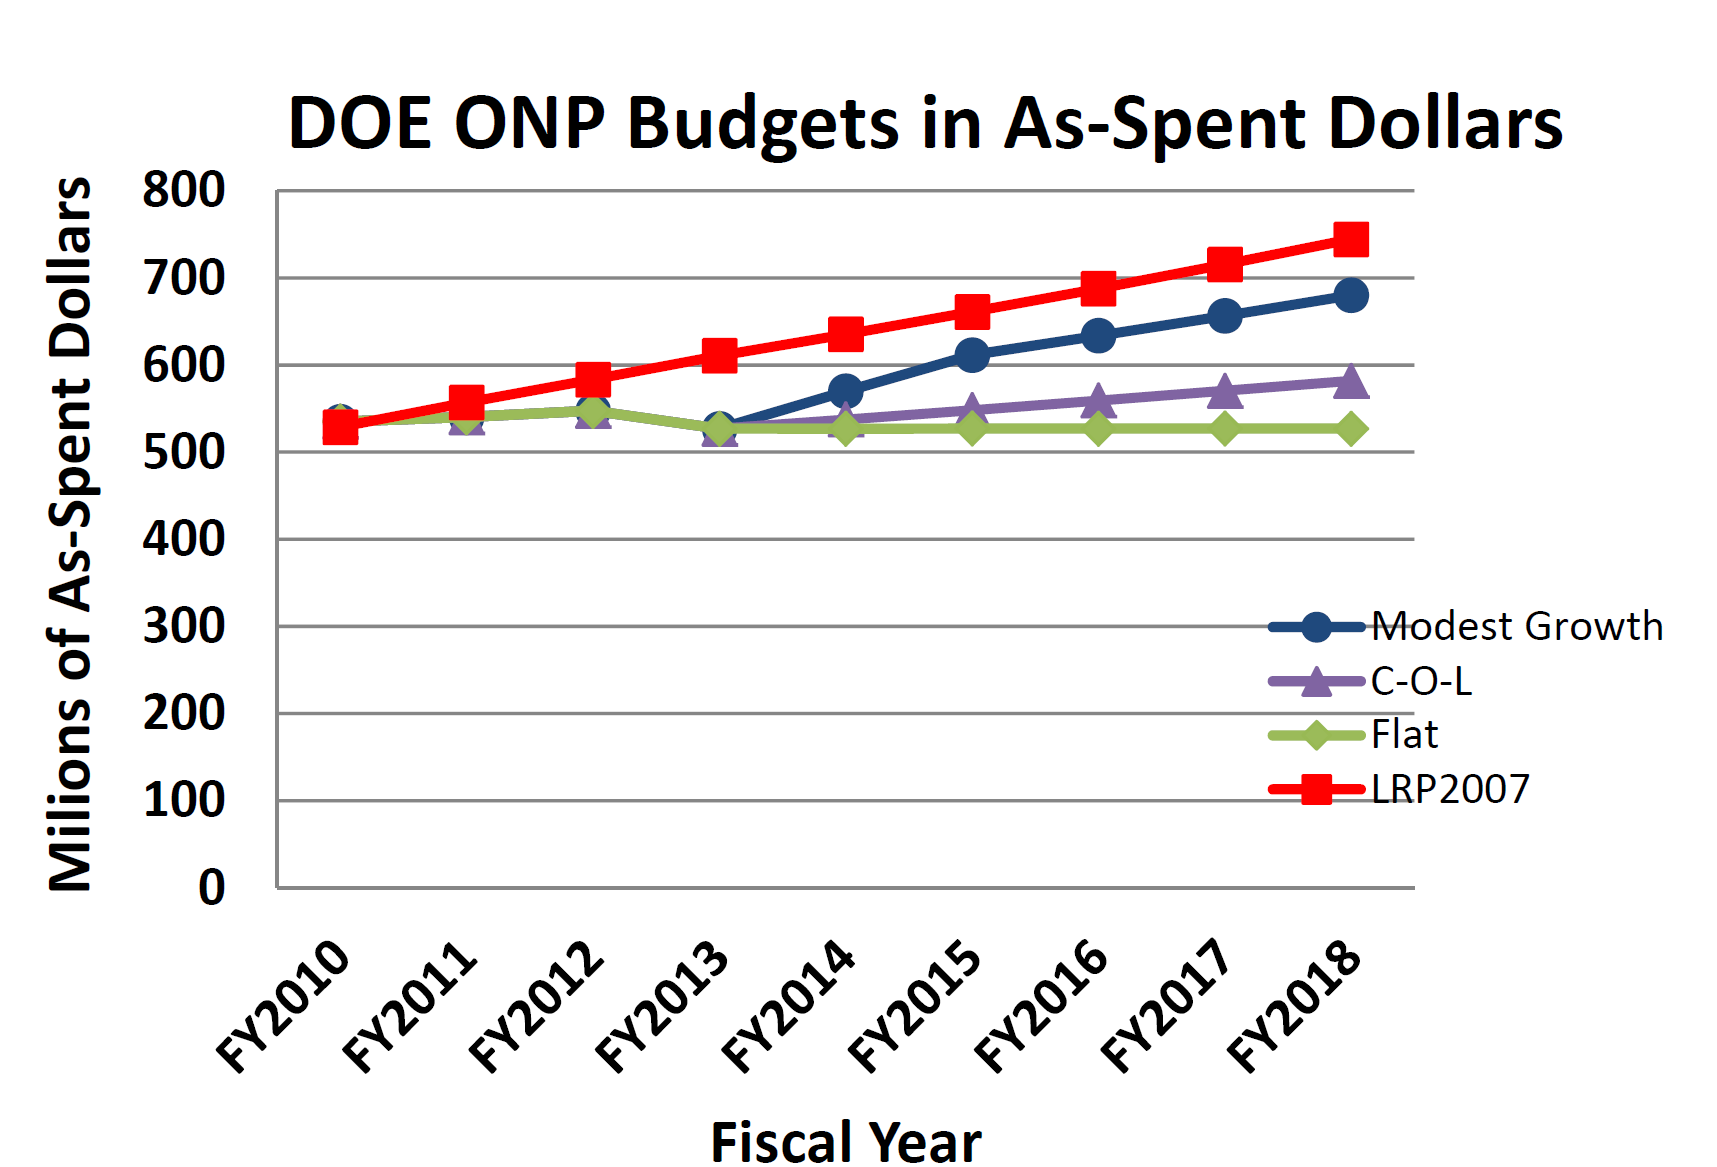 DOE ONP Budgets in As-Spent Dollars
Millions of As-Spent Dollars
800
700
600
500
400
300
200
100
0
Modest Growth
C-O-L
Flat
LRP2007
FY2010
FY2011
FY2012
FY2013
FY2014
FY2015
FY2016
FY2017
FY2018
Fiscal Year